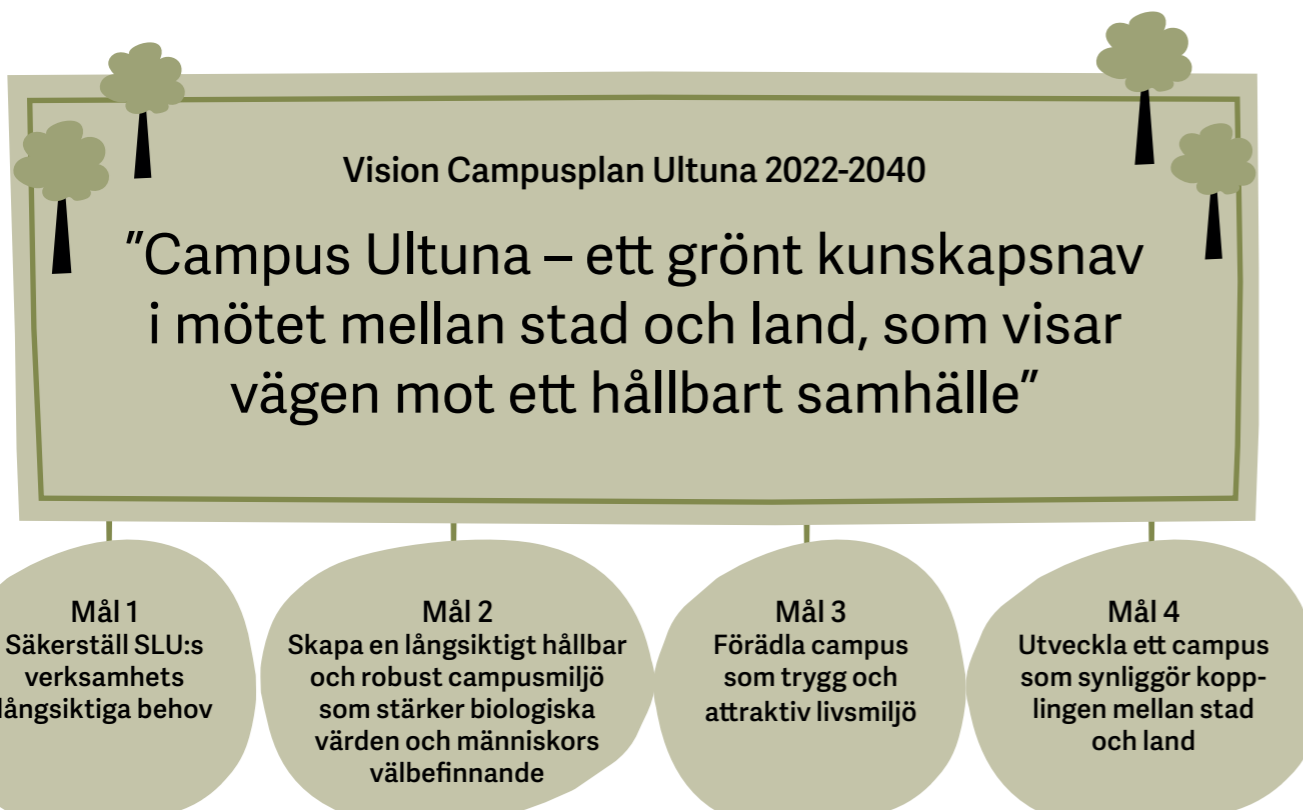 Vision Campusplan Ultuna 2022-2040
”Campus Ultuna – ett grönt kunskapsnav
i mötet mellan stad och land, som visar
vägen mot ett hållbart samhälle”
Mål 1
Säkerställ SLU:s
verksamhets
långsiktiga behov
Mål 2
Skapa en långsiktigt hållbar
och robust campusmiljö
som stärker biologiska
värden och människors
välbefinnande
Mål 3
Förädla campus
som trygg och
attraktiv livsmiljö
Mål 4
Utveckla ett campus
som synliggör kopp-
lingen mellan stad
och land